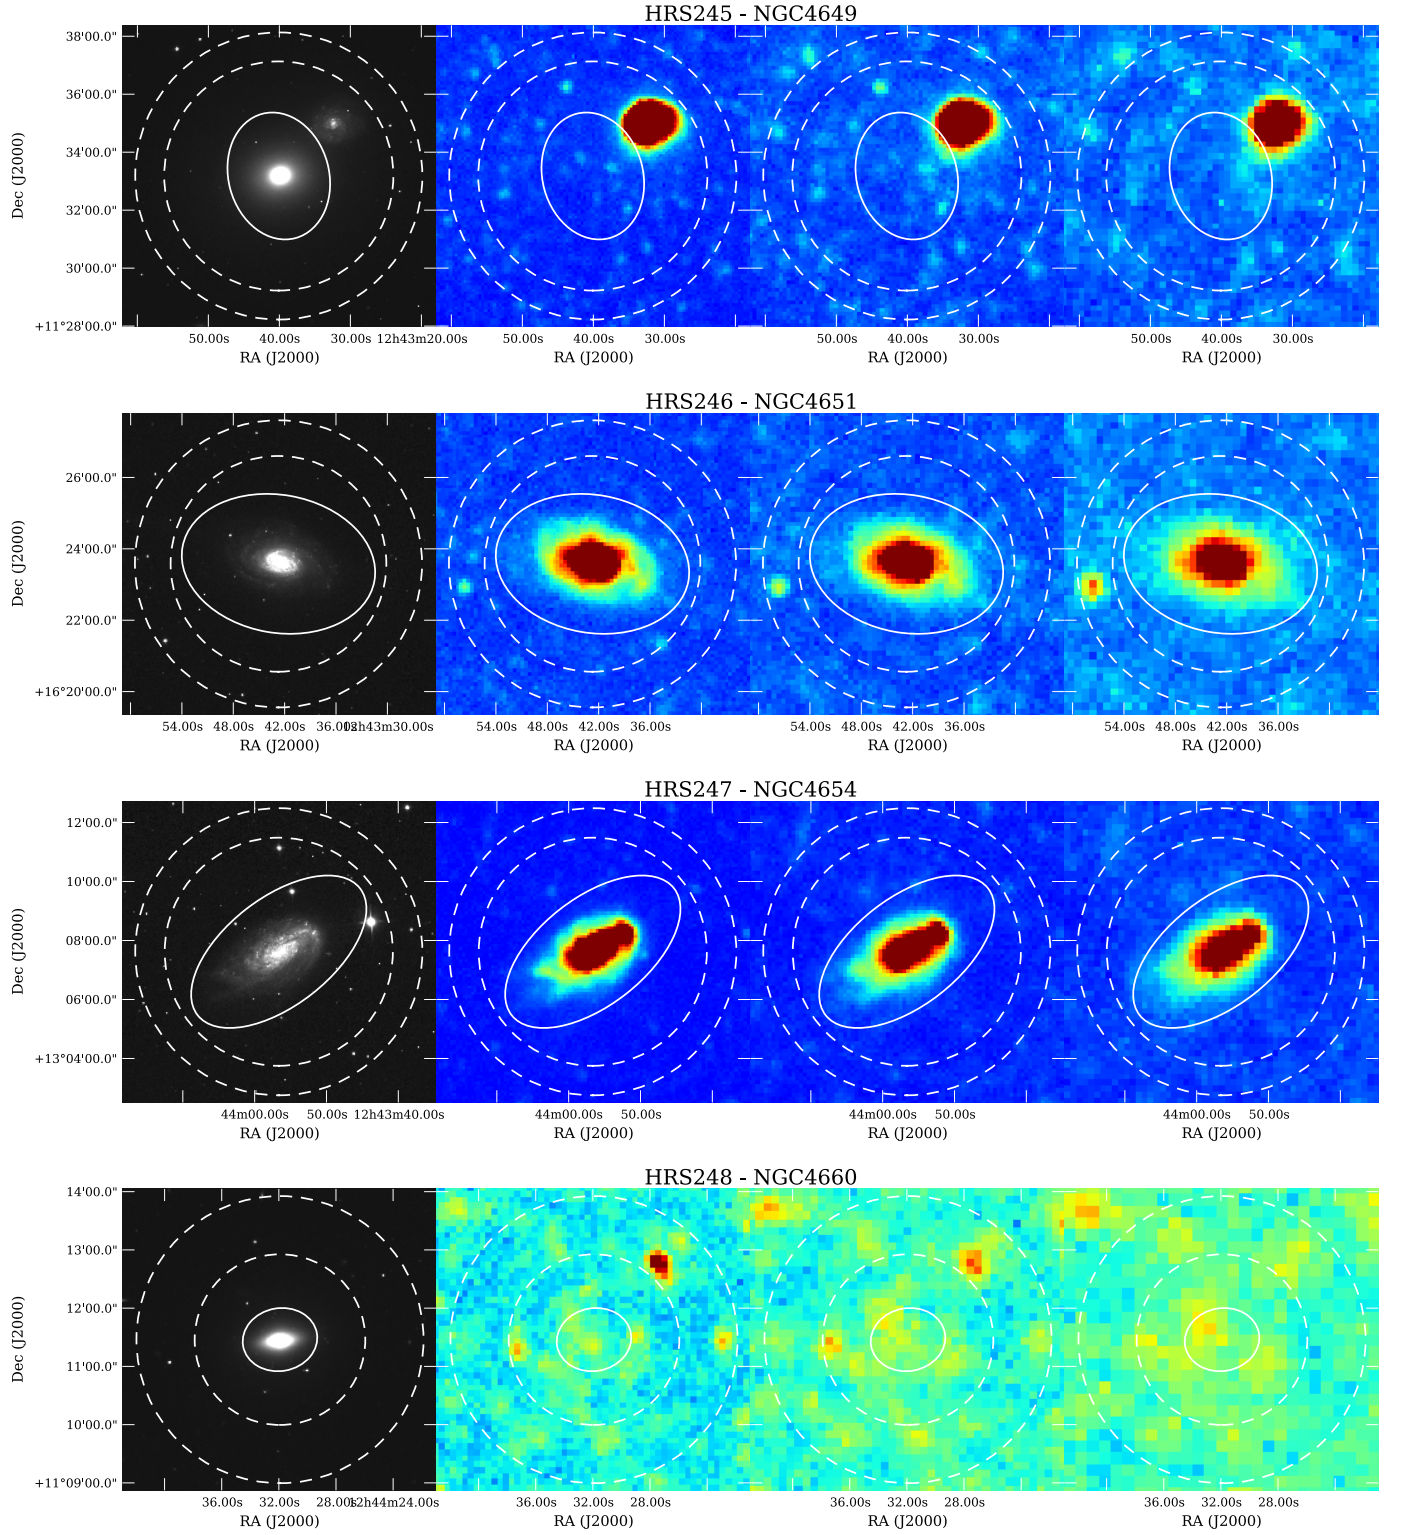 HRS245 - NGC4649
38'00.0"
36'00.0"
34'00.0"
32'00.0"
30'00.0"
+11°28'00.0"
Dec (J2000)
50.00s 40.00s 30.00s 12h43m20.00s 50.00s 40.00s 30.00s 50.00s 40.00s 30.00s 50.00s 40.00s 30.00s
RA (J2000) RA (J2000) RA (J2000) RA (J2000)
HRS246 - NGC4651
26'00.0"
24'00.0"
22'00.0"
+16°20'00.0"
Dec (J2000)
54.00s 48.00s 42.00s 36.00s 12h43m30.00s 54.00s 48.00s 42.00s 36.00s 54.00s 48.00s 42.00s 36.00s 54.00s 48.00s 42.00s 36.00s
RA (J2000) RA (J2000) RA (J2000) RA (J2000)
HRS247 - NGC4654
12'00.0"
10'00.0"
08'00.0"
06'00.0"
+13°04'00.0"
Dec (J2000)
44m00.00s 50.00s 12h43m40.00s 44m00.00s 50.00s 44m00.00s 50.00s 44m00.00s 50.00s
RA (J2000) RA (J2000) RA (J2000) RA (J2000)
HRS248 - NGC4660
14'00.0"
13'00.0"
12'00.0"
11'00.0"
10'00.0"
+11°09'00.0"
Dec (J2000)
36.00s 32.00s 28.00s 12h44m24.00s 36.00s 32.00s 28.00s 36.00s 32.00s 28.00s 36.00s 32.00s 28.00s
RA (J2000) RA (J2000) RA (J2000) RA (J2000)